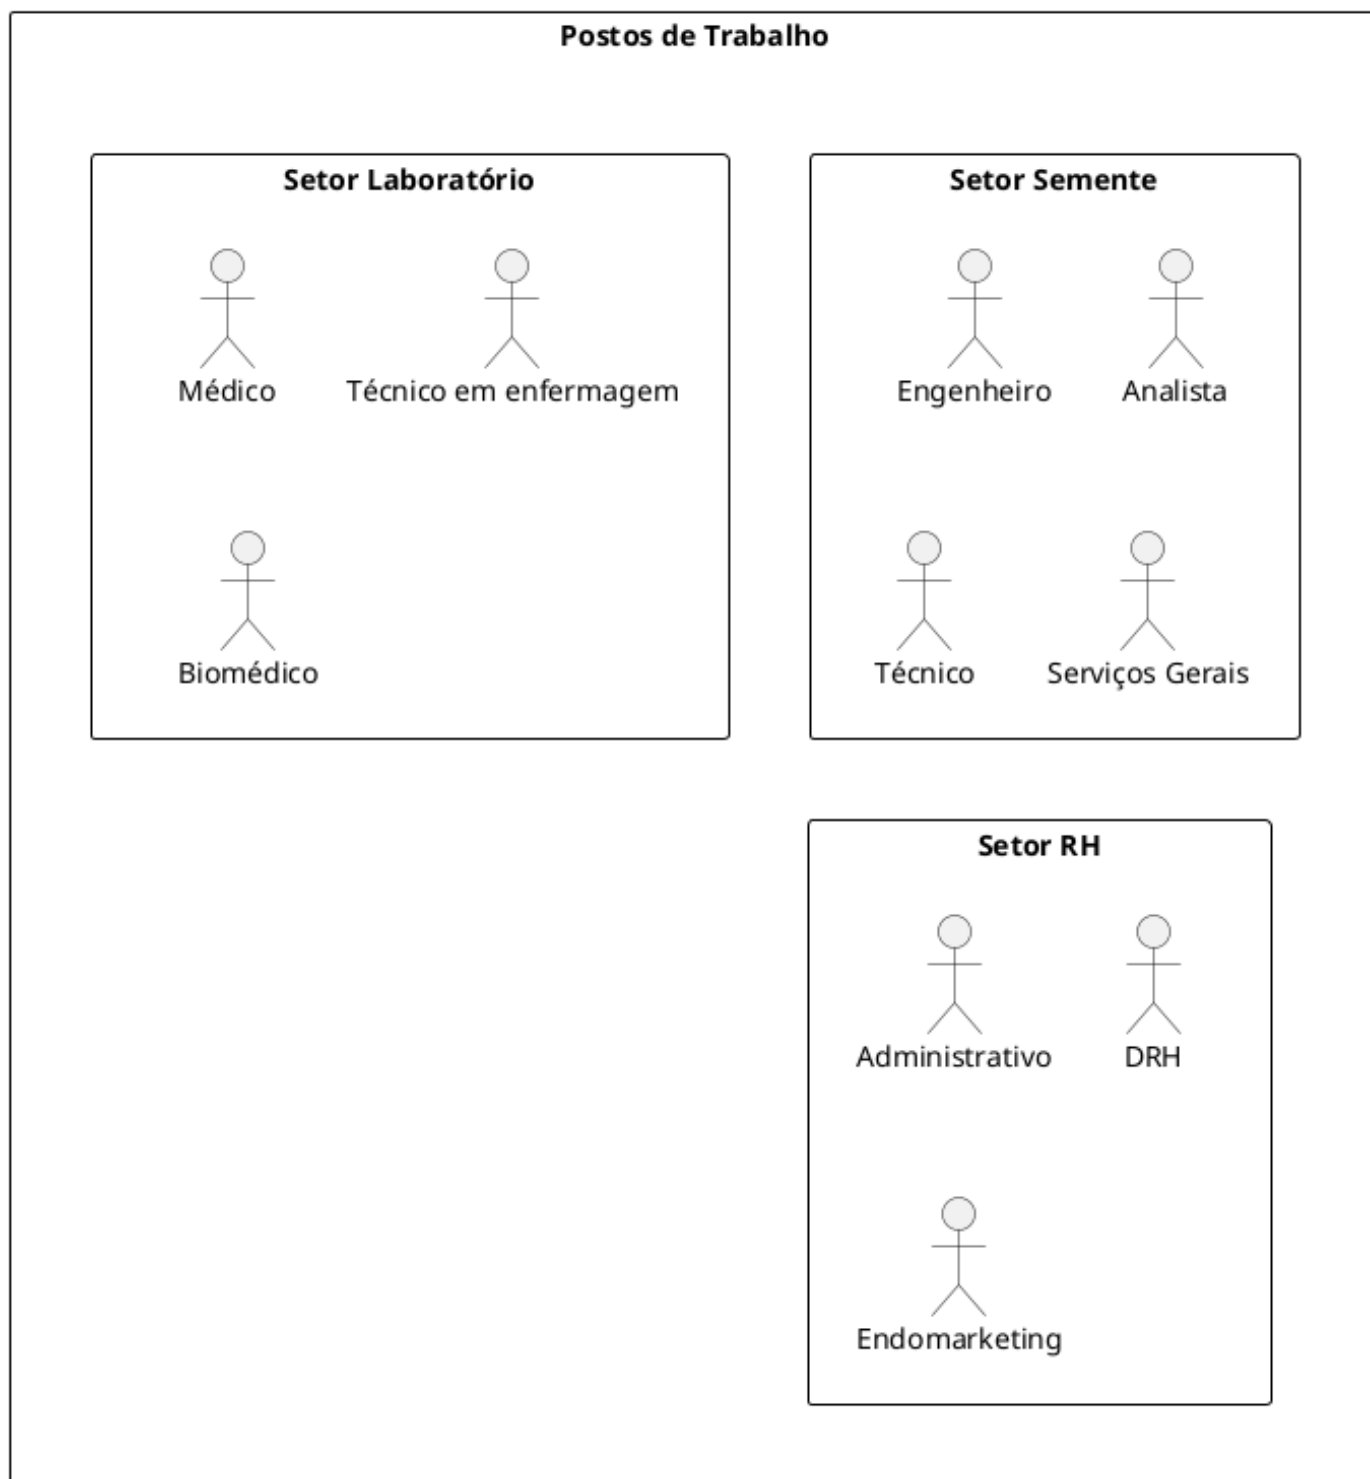 Postos de Trabalho
Setor Laboratório
Médico
Técnico em enfermagem
Biomédico
Setor Semente
Engenheiro
Analista
Técnico
Serviços Gerais
Setor RH
Administrativo
DRH
Endomarketing